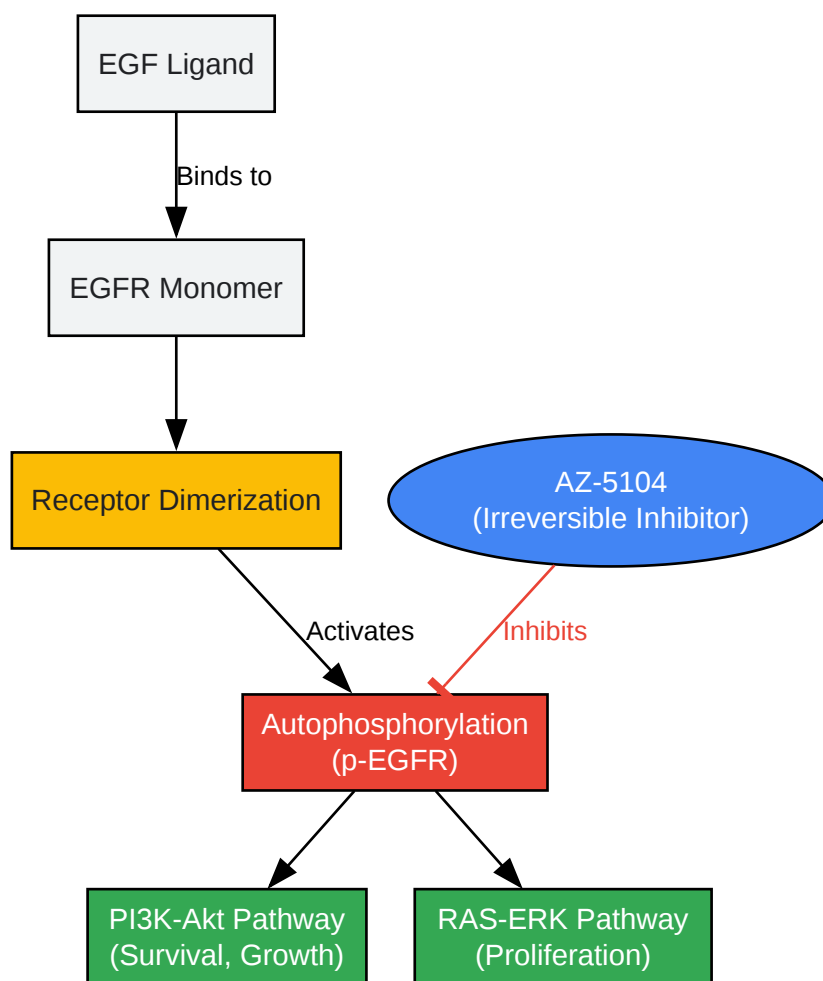 EGF Ligand
Binds to
EGFR Monomer
Receptor Dimerization
AZ-5104
(Irreversible Inhibitor)
Activates
Inhibits
Autophosphorylation
(p-EGFR)
PI3K-Akt Pathway
(Survival, Growth)
RAS-ERK Pathway
(Proliferation)